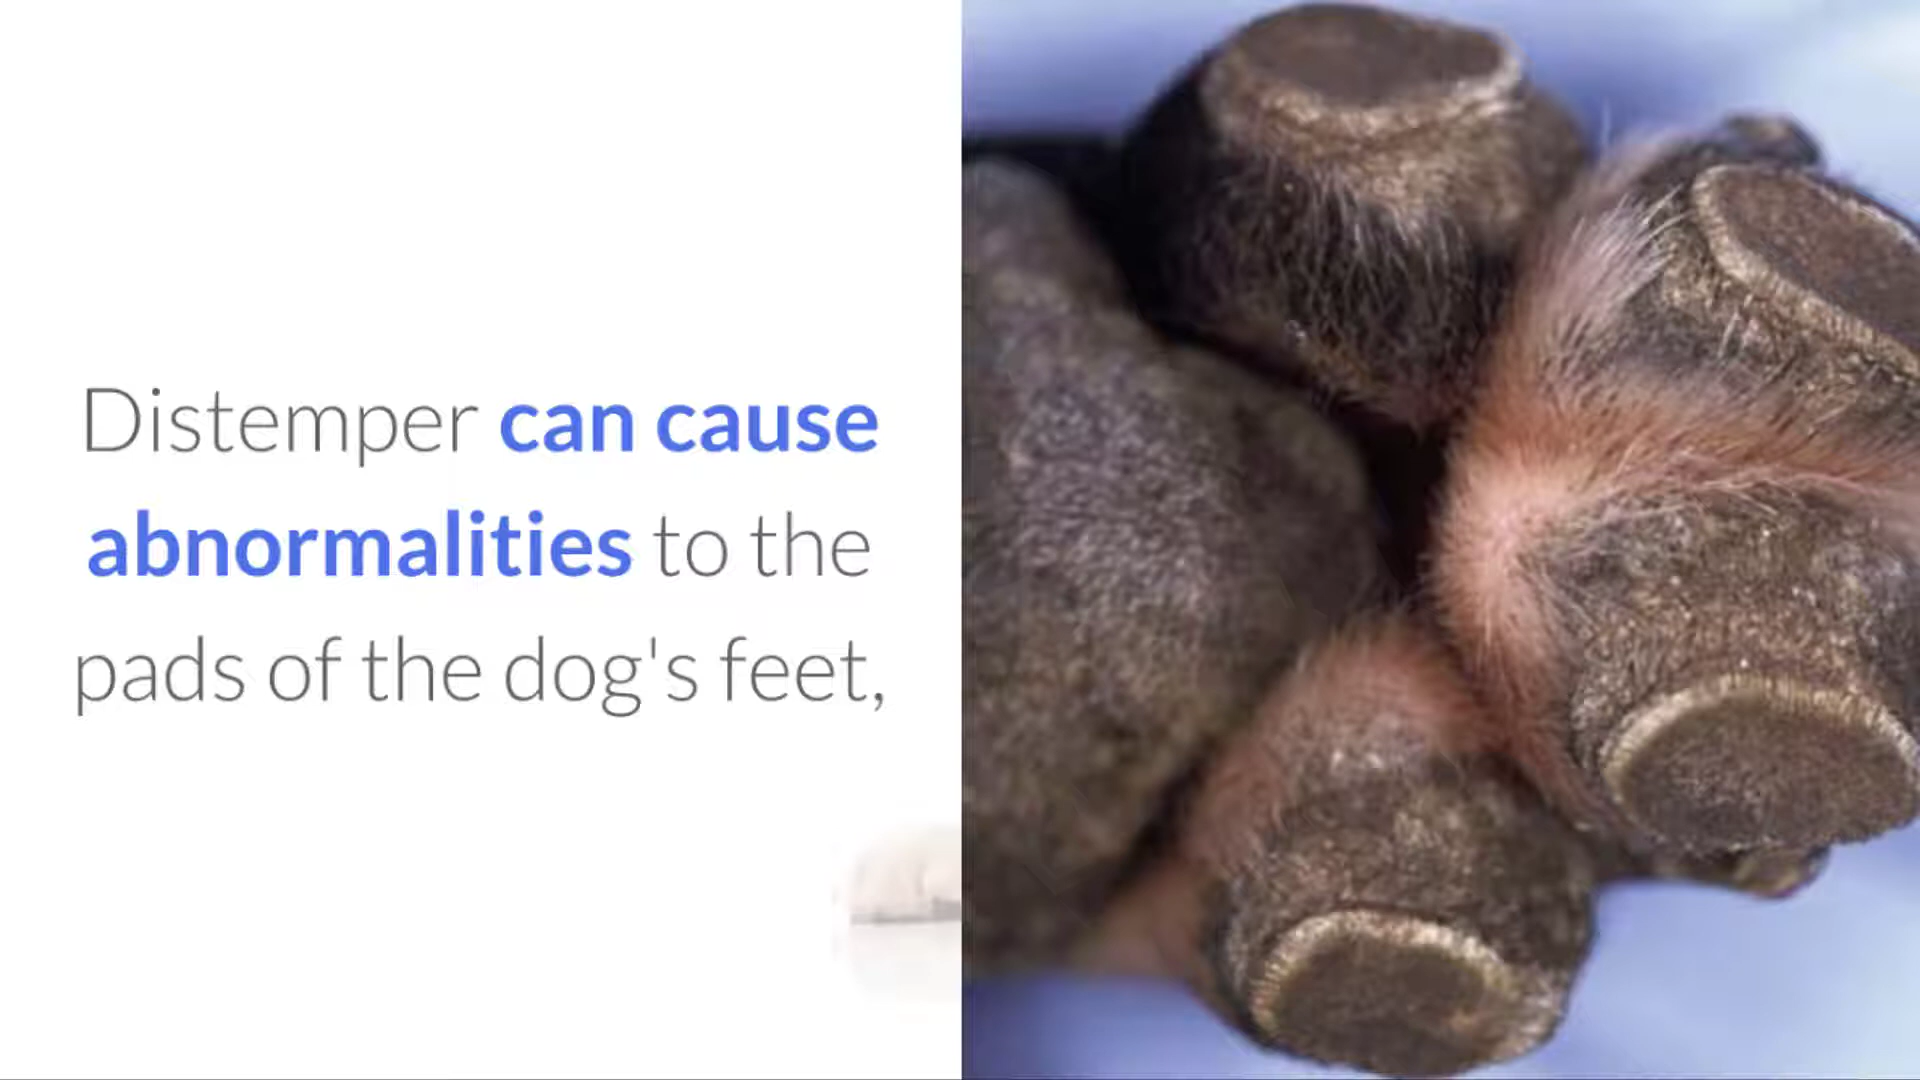 Distemper can cause
abnormalities to the
pads of the dog's feet,